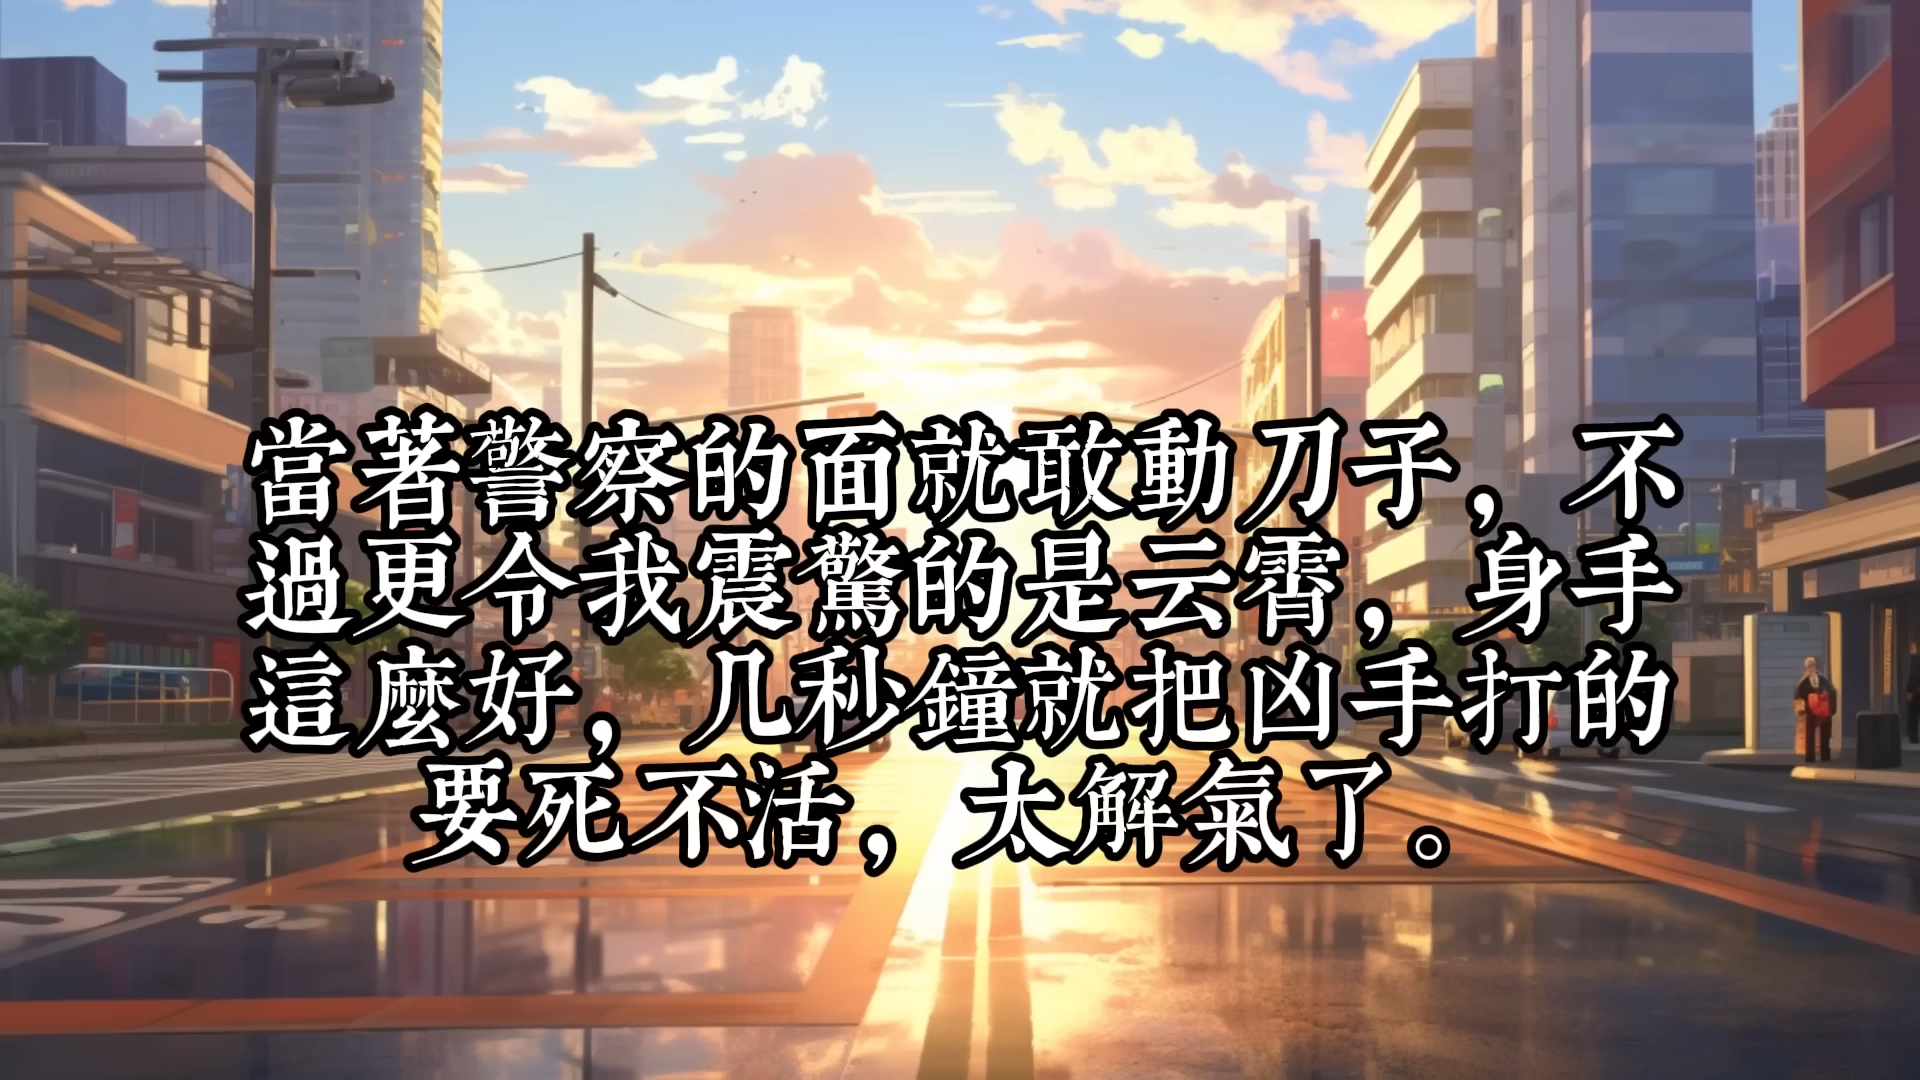 當著警察的面就敢動刀子，不
過更令我震驚的是云霄，身手
這麼好，几秒鐘就把凶手打的
要死不活，太解氣了。